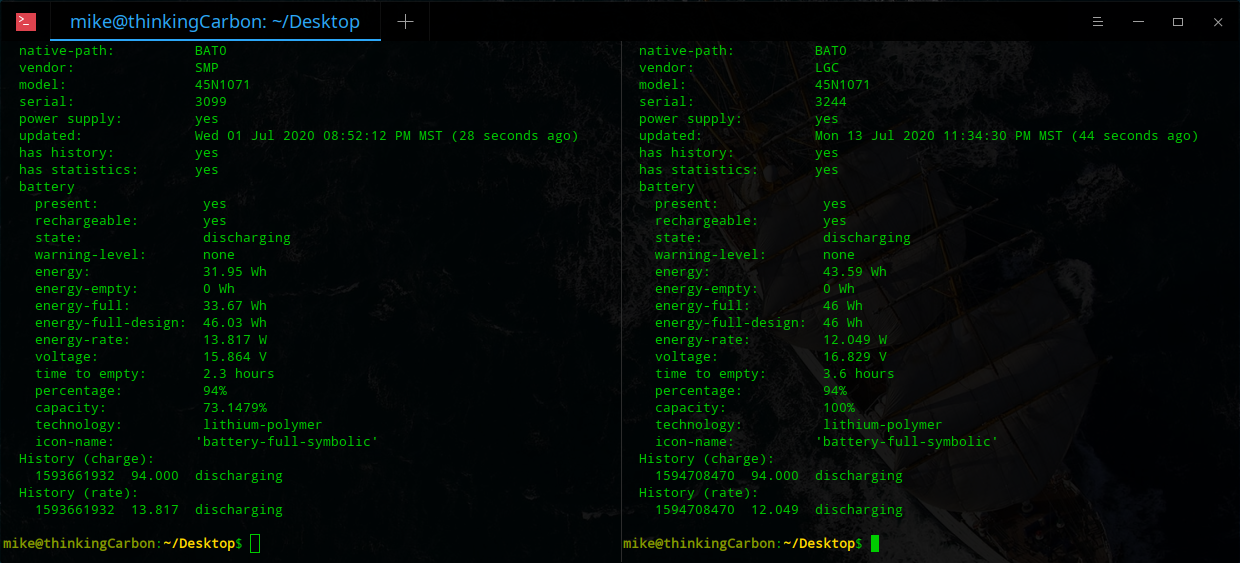 mike@thinkingCarbon: ~/Desktop
native-path: BAT0
vendor: SMP
model: 45N1071
serial: 3099
power supply: yes
updated: Wed 01 Jul 2020 08:52:12 PM MST (28 seconds ago)
has history: yes
has statistics: yes
battery
present: yes
rechargeable: yes
state: discharging
warning-level: none
energy: 31.95 Wh
energy-empty: 0 Wh
energy-full: 33.67 Wh
energy-full-design: 46.03 Wh
energy-rate: 13.817 W
voltage: 15.864 V
time to empty: 2.3 hours
percentage: 94%
capacity: 73.1479%
technology: lithium-polymer
icon-name: 'battery-full-symbolic'
History (charge):
1593661932 94.000 discharging
History (rate):
1593661932 13.817 discharging
mike@thinkingCarbon:~/Desktop$
native-path: BAT0
vendor: LGC
model: 45N1071
serial: 3244
power supply: yes
updated: Mon 13 Jul 2020 11:34:30 PM MST (44 seconds ago)
has history: yes
has statistics: yes
battery
present: yes
rechargeable: yes
state: discharging
warning-level: none
energy: 43.59 Wh
energy-empty: 0 Wh
energy-full: 46 Wh
energy-full-design: 46 Wh
energy-rate: 12.049 W
voltage: 16.829 V
time to empty: 3.6 hours
percentage: 94%
capacity: 100%
technology: lithium-polymer
icon-name: 'battery-full-symbolic'
History (charge):
1594708470 94.000 discharging
History (rate):
1594708470 12.049 discharging
mike@thinkingCarbon:~/Desktop$